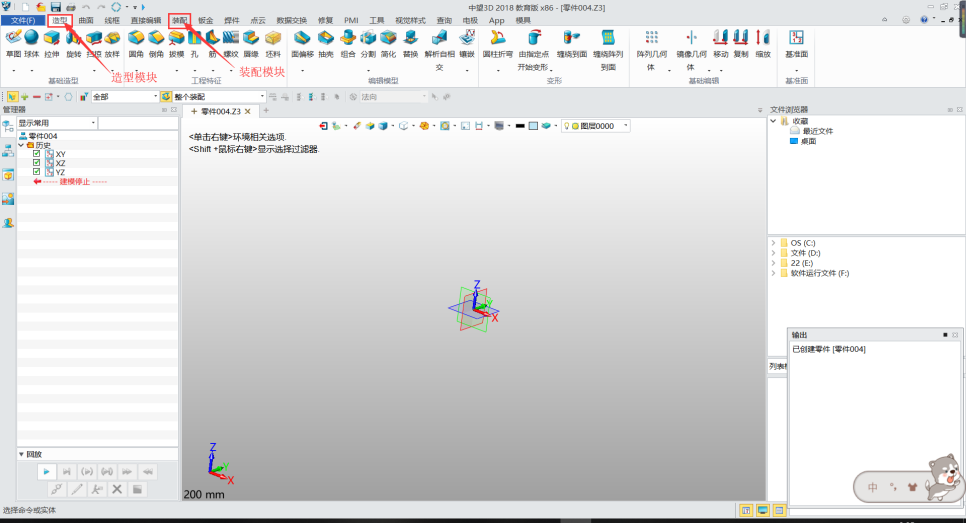 中望3D 2018 教育版 x86 - [零件004.Z3]
文件(F) 造型 曲面 线框 直接编辑 装配 钣金 焊件 点云 数据交换 修复 PMI 工具 视觉样式 查询 电极 App 模具
草图 球体 拉伸 旋转 扫掠 放样 圆角 倒角 拔模 孔 筋 螺纹 唇缘 坯料 面偏移 抽壳 组合 分割 简化 替换 解析自相交 镶嵌 圆柱折弯 由指定点开始变形 缠绕到面 缠绕阵列到面 阵列几何体 镜像几何体 移动 复制 缩放 基准面
造型模块
装配模块
基础造型 工程特征 编辑模型 变形 基础编辑 基准面
全部 整个装配 法向
管理器
零件004.Z3
文件浏览器
显示常用
零件004
历史
XY
XZ
YZ
----- 建模停止 -----
<单击右键>环境相关选项.
<Shift +鼠标右键>显示选择过滤器.
图层0000
收藏
最近文件
桌面
OS (C:)
文件 (D:)
22 (E:)
软件运行文件 (F:)
Z
Y
X
输出
已创建零件 [零件004]
回放
Z
Y
X
200 mm
中
选择命令或实体